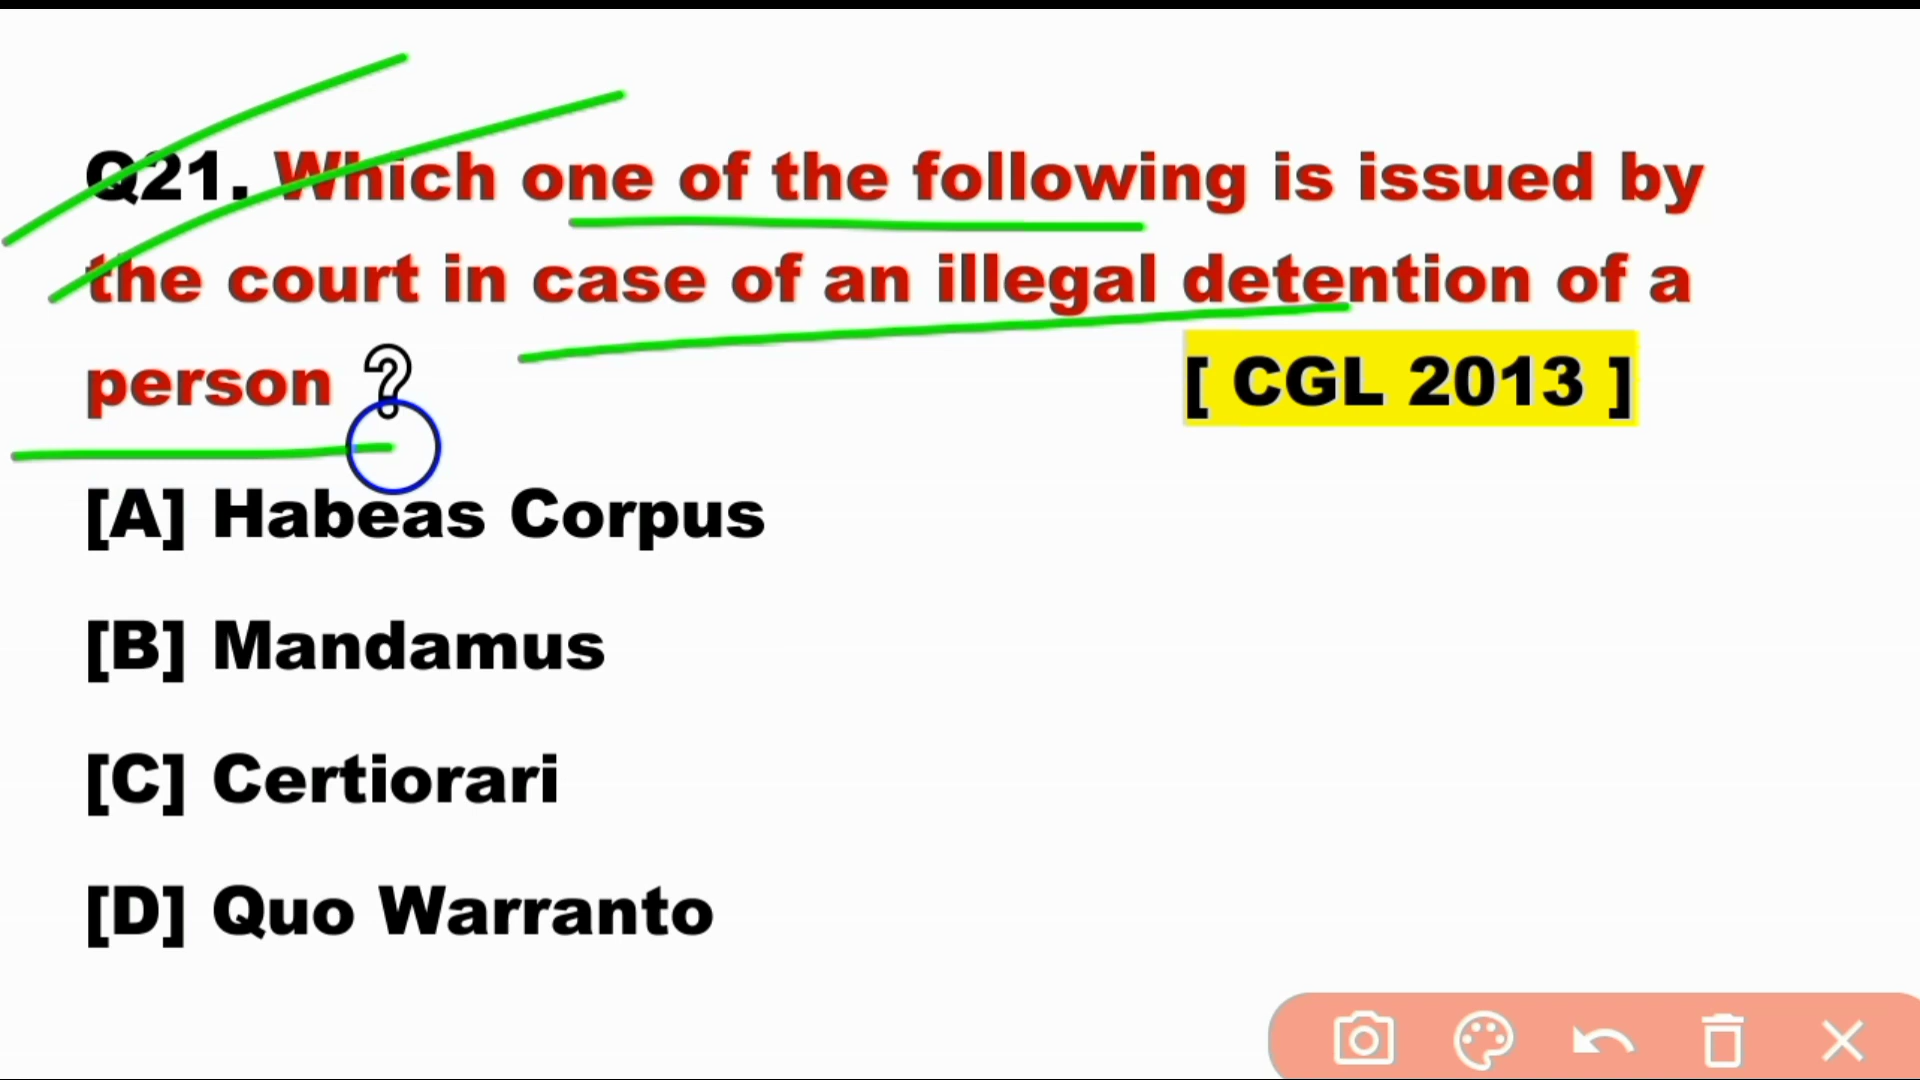 Q21. Which one of the following is issued by
the court in case of an illegal detention of a
person ? [ CGL 2013 ]
[A] Habeas Corpus
[B] Mandamus
[C] Certiorari
[D] Quo Warranto